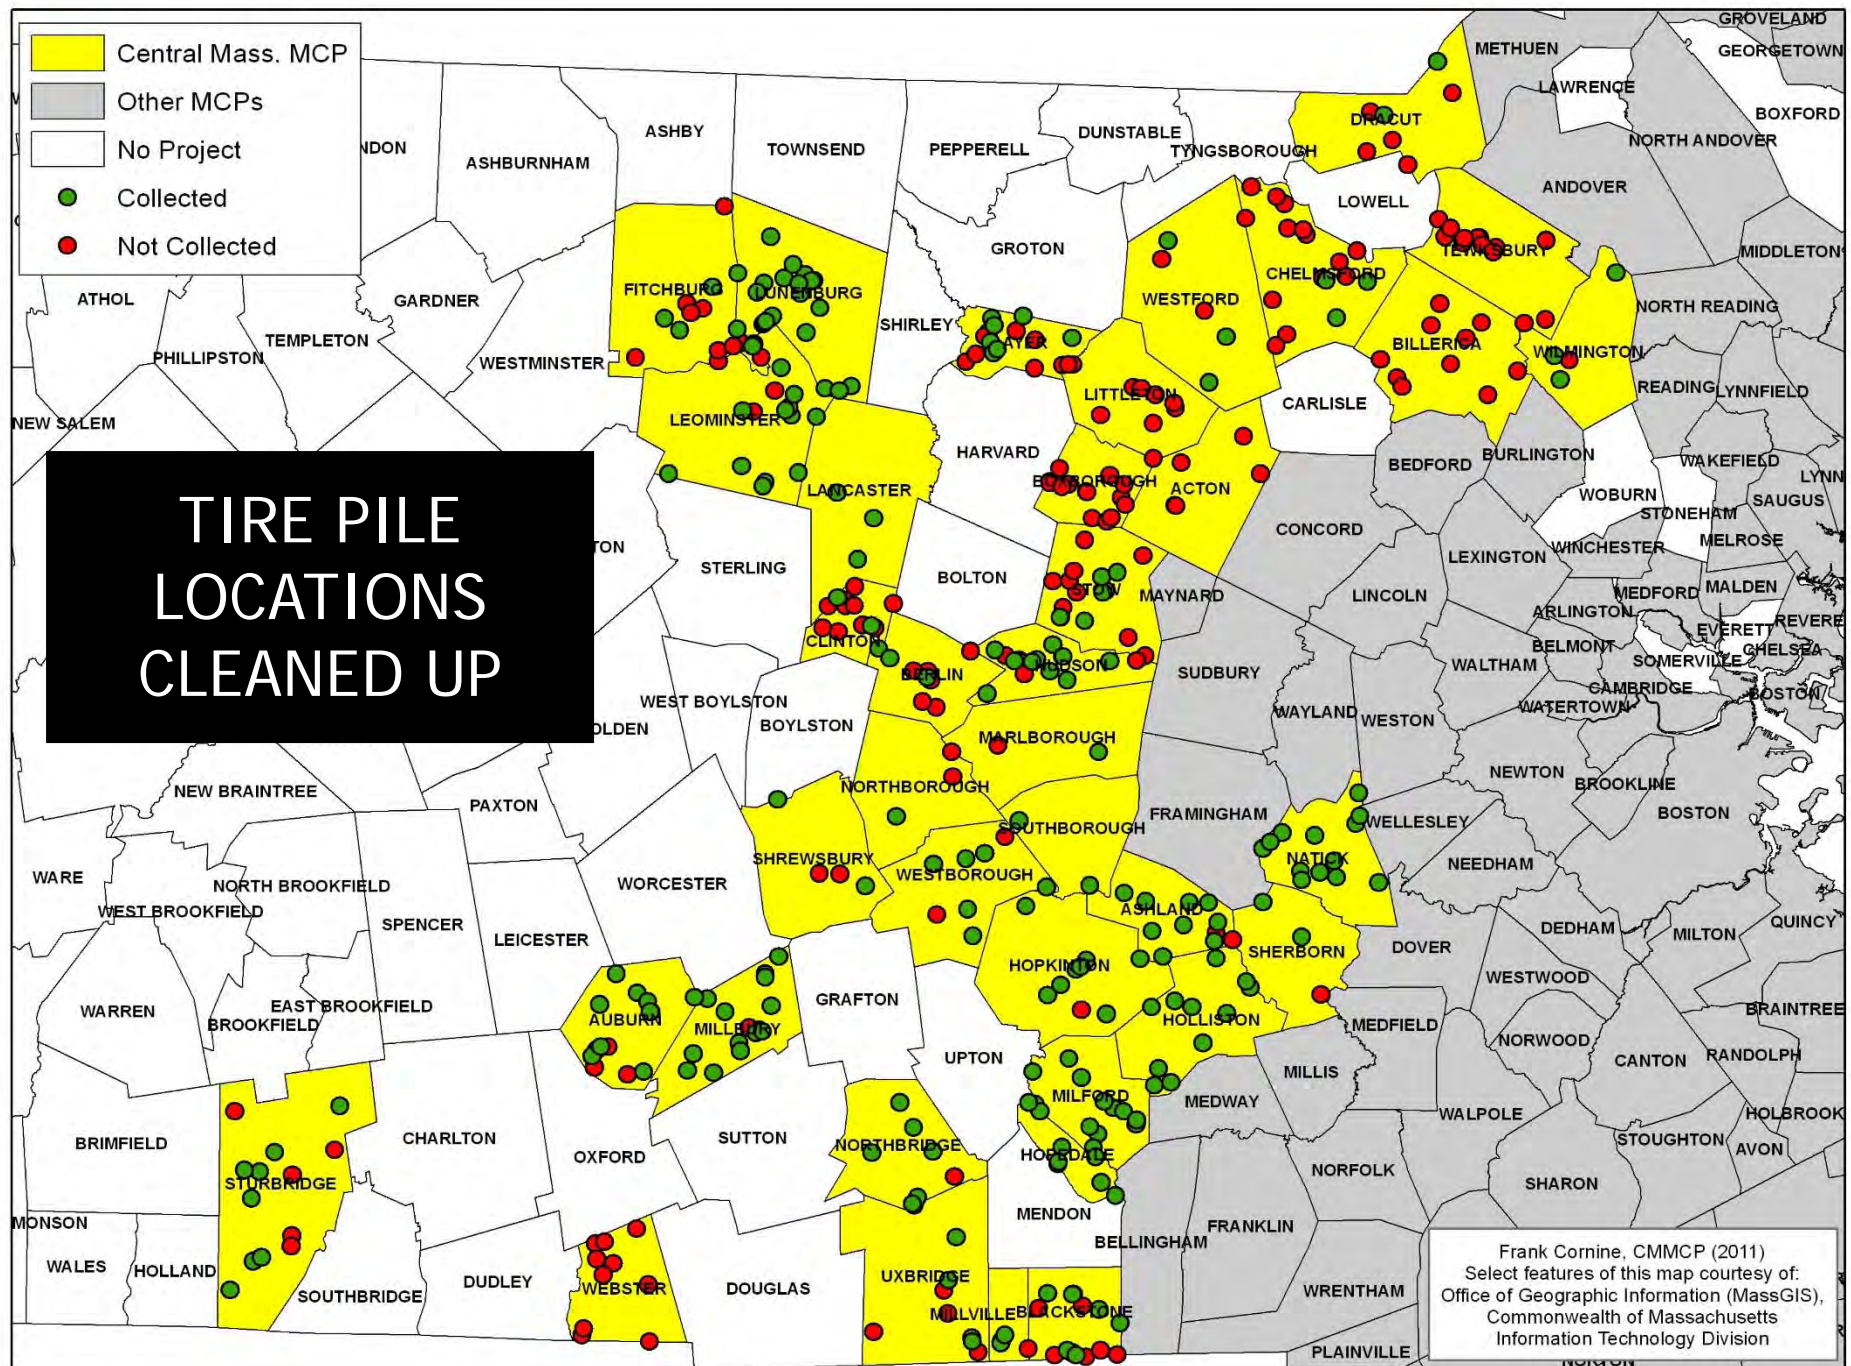 Central Mass. MCP
Other MCPs
No Project
Collected
Not Collected
TIRE PILE
LOCATIONS
CLEANED UP
GROVELAND
METHUEN
GEORGETOWN
LAWRENCE
BOXFORD
DRACUT
NORTH ANDOVER
NDON
ASHBY
ASHBURNHAM
TOWNSEND
PEPPERELL
DUNSTABLE
TYNGSBOROUGH
ANDOVER
LOWELL
GROTON
MIDDLETON
TEWKSBURY
CHELMSFORD
ATHOL
GARDNER
FITCHBURG
LUNENBURG
WESTFORD
NORTH READING
SHIRLEY
TEMPLETON
PHILLIPSTON
WESTMINSTER
AYER
BILLERICA
WILMINGTON
LITTLETON
CARLISLE
READING
LYNNFIELD
NEW SALEM
LEOMINSTER
HARVARD
BEDFORD
BURLINGTON
WAKEFIELD
LYNN
LANCASTER
BOXBOROUGH
ACTON
WOBURN
SAUGUS
STONEHAM
CONCORD
TON
STERLING
BOLTON
LEXINGTON
WINCHESTER
MELROSE
STOW
MAYNARD
LINCOLN
MEDFORD
MALDEN
ARLINGTON
EVERETT
REVERE
CLINTON
BERLIN
HUDSON
SUDBURY
WALTHAM
BELMONT
SOMERVILLE
CHELSEA
CAMBRIDGE
BOSTON
WEST BOYLSTON
OLDEN
BOYLSTON
WAYLAND
WESTON
WATERTOWN
MARLBOROUGH
NEW BRAINTREE
PAXTON
NORTHBOROUGH
NEWTON
BROOKLINE
BOSTON
FRAMINGHAM
SOUTHBOROUGH
WELLESLEY
SHREWSBURY
WESTBOROUGH
NATICK
NEEDHAM
WARE
NORTH BROOKFIELD
WORCESTER
WEST BROOKFIELD
SPENCER
LEICESTER
ASHLAND
SHERBORN
DOVER
DEDHAM
MILTON
QUINCY
HOPKINTON
WESTWOOD
WARREN
EAST BROOKFIELD
BROOKFIELD
AUBURN
MILLBURY
GRAFTON
HOLLISTON
MEDFIELD
BRAINTREE
NORWOOD
UPTON
CANTON
RANDOLPH
MILLIS
MILFORD
MEDWAY
WALPOLE
HOLBROOK
BRIMFIELD
CHARLTON
OXFORD
SUTTON
NORTHBRIDGE
HOPEDALE
STOUGHTON
AVON
NORFOLK
STURBRIDGE
SHARON
MONSON
MENDON
FRANKLIN
BELLINGHAM
WALES
HOLLAND
SOUTHBRIDGE
DUDLEY
WEBSTER
DOUGLAS
UXBRIDGE
MILLVILLE
BLACKSTONE
WRENTHAM
PLAINVILLE
Frank Cornine, CMMCP (2011)
Select features of this map courtesy of:
Office of Geographic Information (MassGIS),
Commonwealth of Massachusetts
Information Technology Division